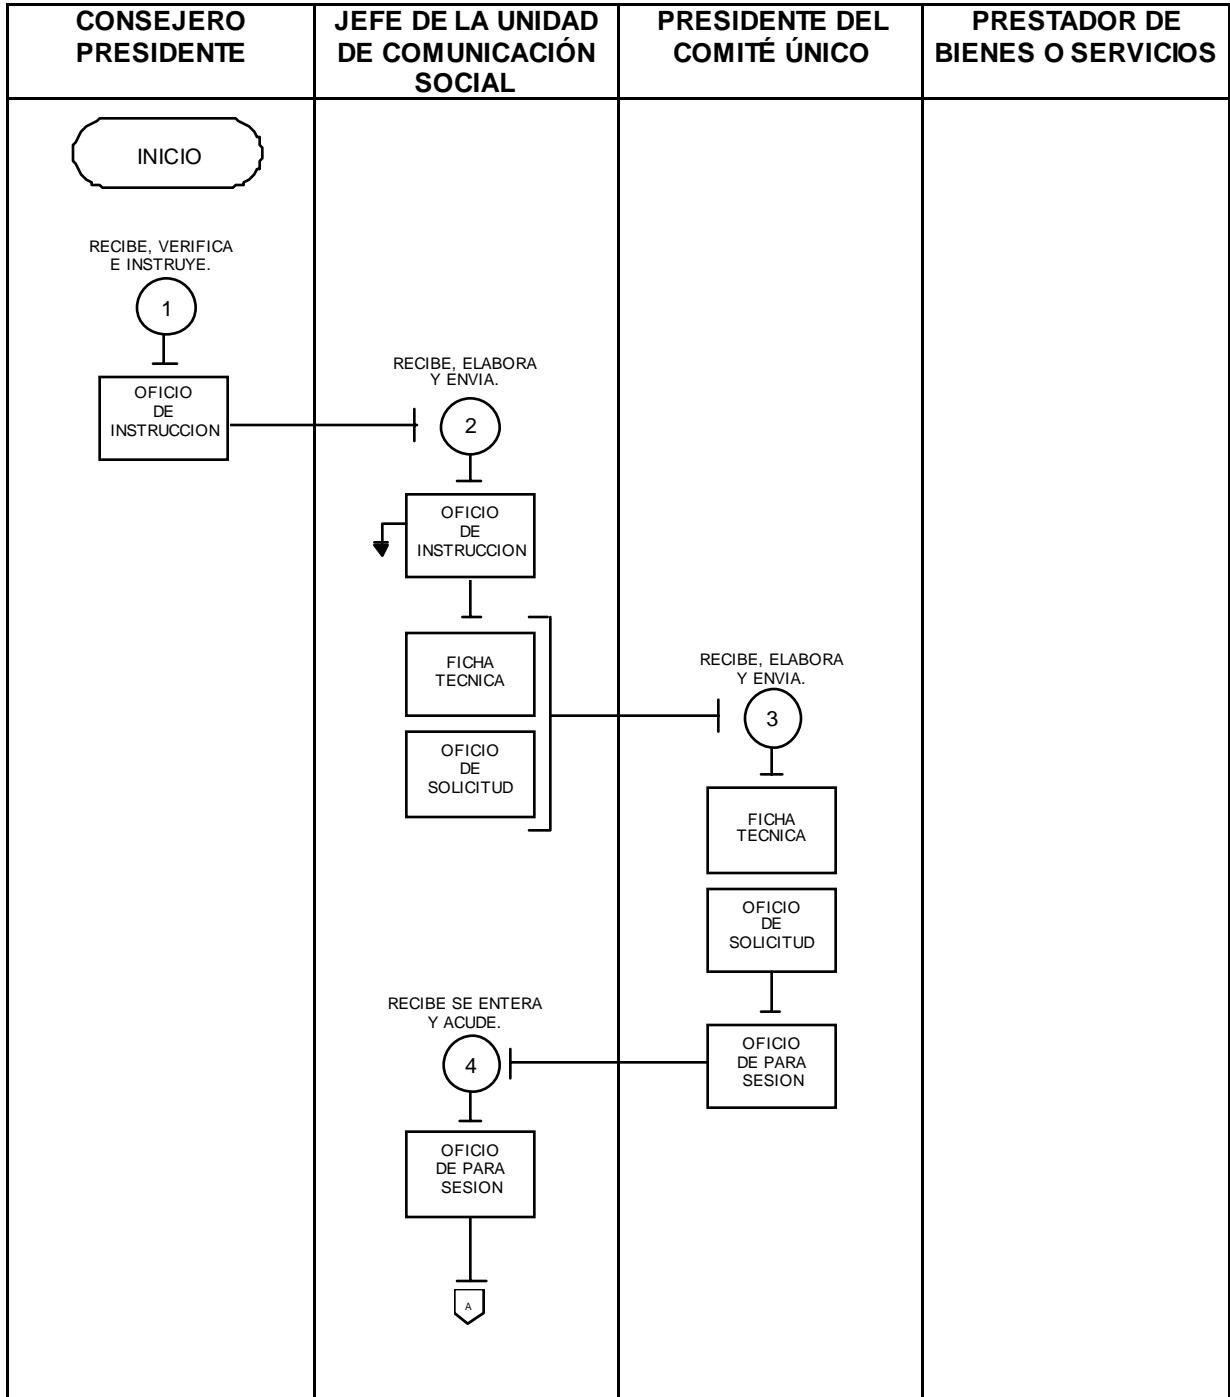 CONSEJERO
PRESIDENTE
JEFE DE LA UNIDAD
DE COMUNICACIÓN
SOCIAL
PRESIDENTE DEL
COMITÉ ÚNICO
PRESTADOR DE
BIENES O SERVICIOS
INICIO
RECIBE, VERIFICA
E INSTRUYE.
1
OFICIO
DE
INSTRUCCION
RECIBE, ELABORA
Y ENVIA.
2
OFICIO
DE
INSTRUCCION
FICHA
TECNICA
OFICIO
DE
SOLICITUD
RECIBE, ELABORA
Y ENVIA.
3
FICHA
TECNICA
OFICIO
DE
SOLICITUD
OFICIO
DE PARA
SESION
RECIBE SE ENTERA
Y ACUDE.
4
OFICIO
DE PARA
SESION
A